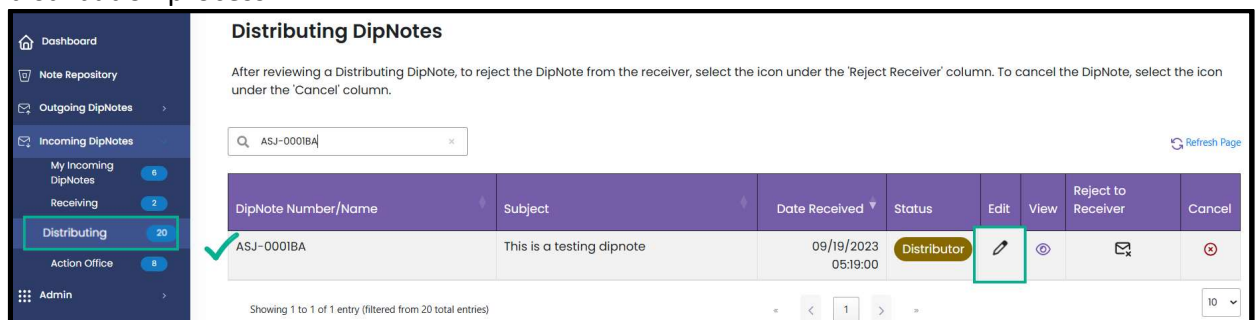 Dashboard
Note Repository
Outgoing DipNotes
Incoming DipNotes
My Incoming
DipNotes
6
Receiving
2
Distributing
20
Action Office
8
Admin
Distributing DipNotes
After reviewing a Distributing DipNote, to reject the DipNote from the receiver, select the icon under the 'Reject Receiver' column. To cancel the DipNote, select the icon
under the 'Cancel' column.
ASJ-0001BA
Refresh Page
DipNote Number/Name
Subject
Date Received
Status
Edit
View
Reject to
Receiver
Cancel
ASJ-0001BA
This is a testing dipnote
09/19/2023
05:19:00
Distributor
Showing 1 to 1 of 1 entry (filtered from 20 total entries)
« < 1 > »
10